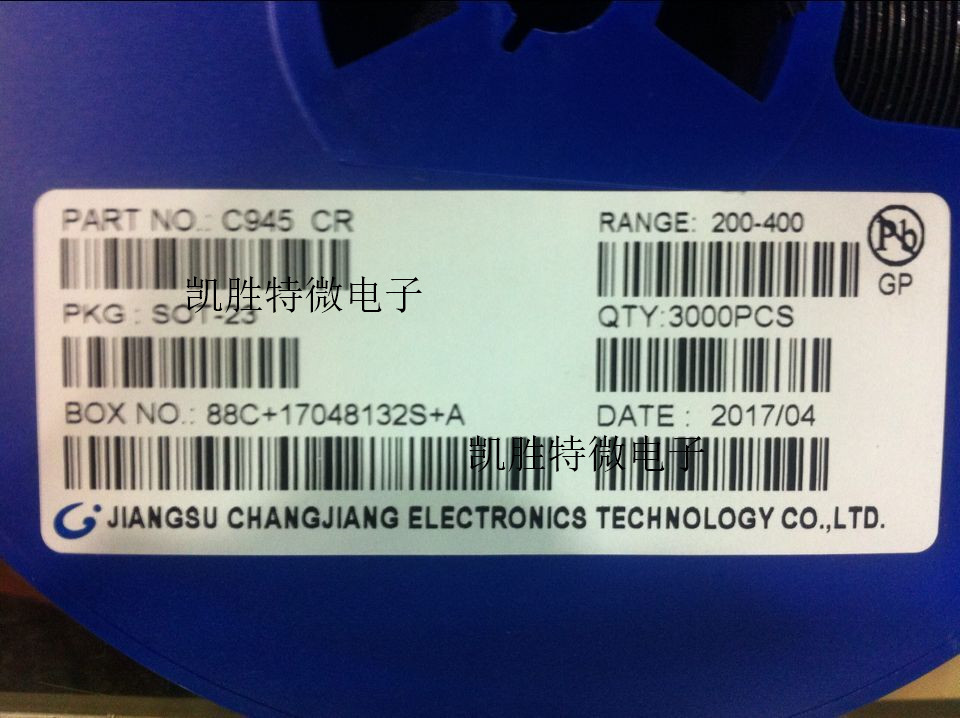 PART NO.: C945 CR
RANGE: 200-400
Pb
GP
凯胜特微电子
PKG : SOT-23
QTY:3000PCS
BOX NO.: 88C+17048132S+A
DATE : 2017/04
凯胜特微电子
JIANGSU CHANGJIANG ELECTRONICS TECHNOLOGY CO.,LTD.